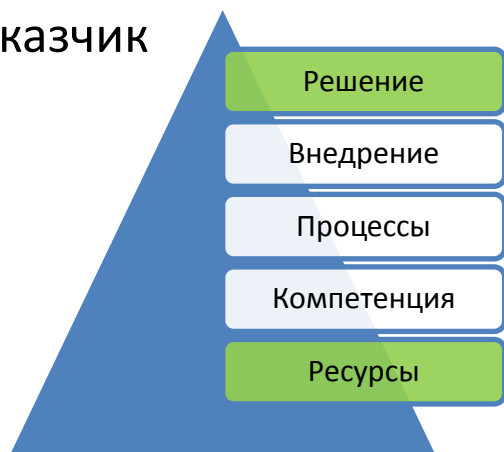 казчик
Решение
Внедрение
Процессы
Компетенция
Ресурсы